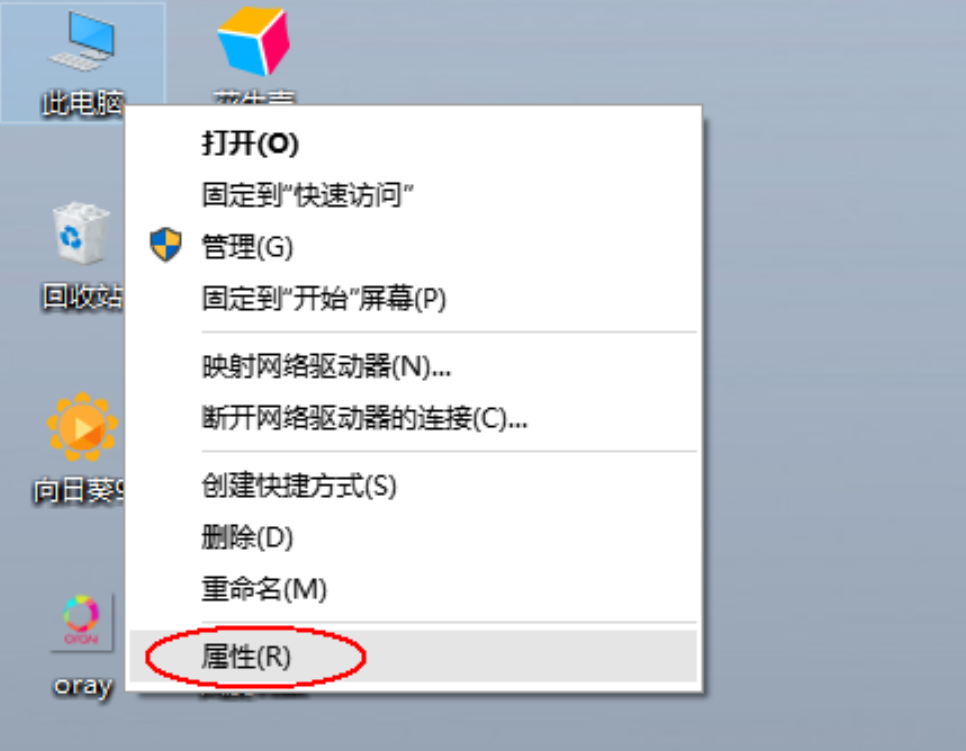 此电脑
打开(O)
固定到“快速访问”
管理(G)
固定到“开始”屏幕(P)
回收站
映射网络驱动器(N)...
断开网络驱动器的连接(C)...
创建快捷方式(S)
向日葵
删除(D)
重命名(M)
属性(R)
oray